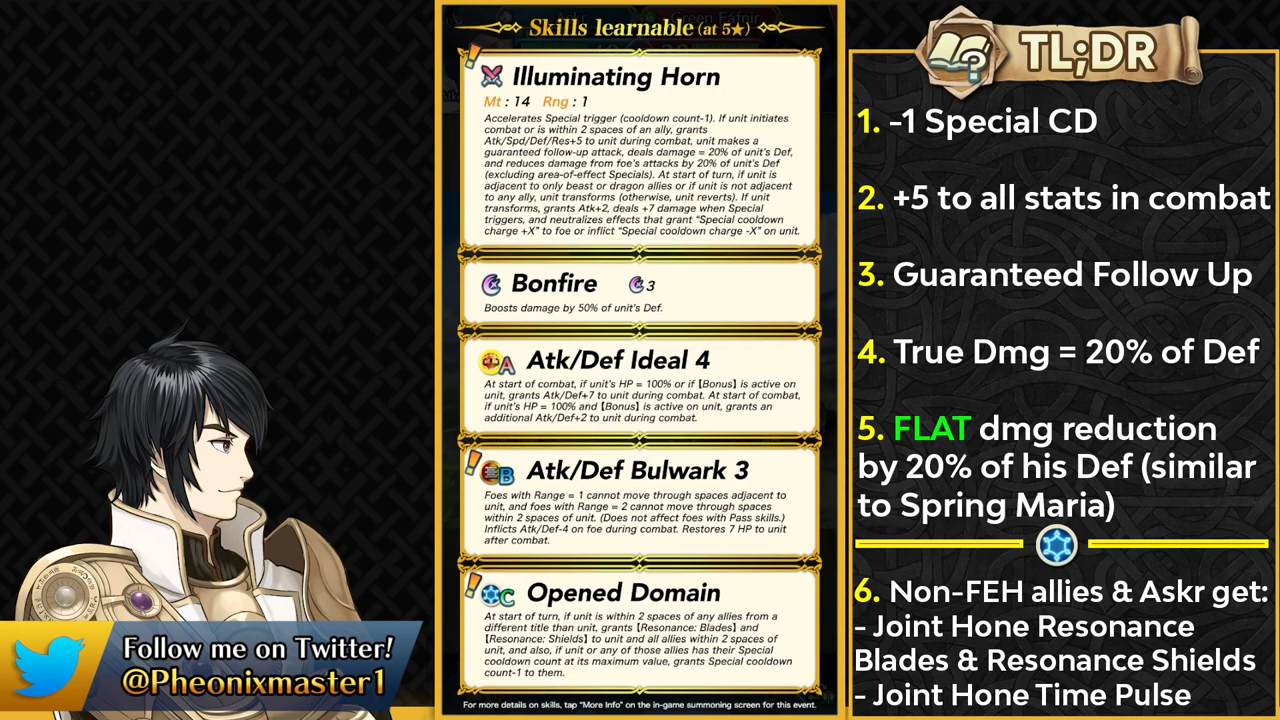 Skills learnable (at 5★)
Illuminating Horn
Mt : 14 Rng : 1
Accelerates Special trigger (cooldown count-1). If unit initiates
combat or is within 2 spaces of an ally, grants
Atk/Spd/Def/Res+5 to unit during combat, unit makes a
guaranteed follow-up attack, deals damage = 20% of unit's Def,
and reduces damage from foe's attacks by 20% of unit's Def
(excluding area-of-effect Specials). At start of turn, if unit is
adjacent to only beast or dragon allies or if unit is not adjacent
to any ally, unit transforms (otherwise, unit reverts). If unit
transforms, grants Atk+2, deals +7 damage when Special
triggers, and neutralizes effects that grant "Special cooldown
charge +X" to foe or inflict "Special cooldown charge -X" on unit.
Bonfire 3
Boosts damage by 50% of unit's Def.
A Atk/Def Ideal 4
At start of combat, if unit's HP = 100% or if 【Bonus】 is active on
unit, grants Atk/Def+7 to unit during combat. At start of combat,
if unit's HP = 100% and 【Bonus】 is active on unit, grants an
additional Atk/Def+2 to unit during combat.
B Atk/Def Bulwark 3
Foes with Range = 1 cannot move through spaces adjacent to
unit, and foes with Range = 2 cannot move through spaces
within 2 spaces of unit. (Does not affect foes with Pass skills.)
Inflicts Atk/Def-4 on foe during combat. Restores 7 HP to unit
after combat.
C Opened Domain
At start of turn, if unit is within 2 spaces of any allies from a
different title than unit, grants 【Resonance: Blades】 and
【Resonance: Shields】 to unit and all allies within 2 spaces of
unit, and also, if unit or any of those allies has their Special
cooldown count at its maximum value, grants Special cooldown
count-1 to them.
For more details on skills, tap "More Info" on the in-game summoning screen for this event.
TL;DR
1. -1 Special CD
2. +5 to all stats in combat
3. Guaranteed Follow Up
4. True Dmg = 20% of Def
5. FLAT dmg reduction
by 20% of his Def (similar
to Spring Maria)
6. Non-FEH allies & Askr get:
- Joint Hone Resonance
Blades & Resonance Shields
- Joint Hone Time Pulse
Follow me on Twitter!
@Pheonixmaster1